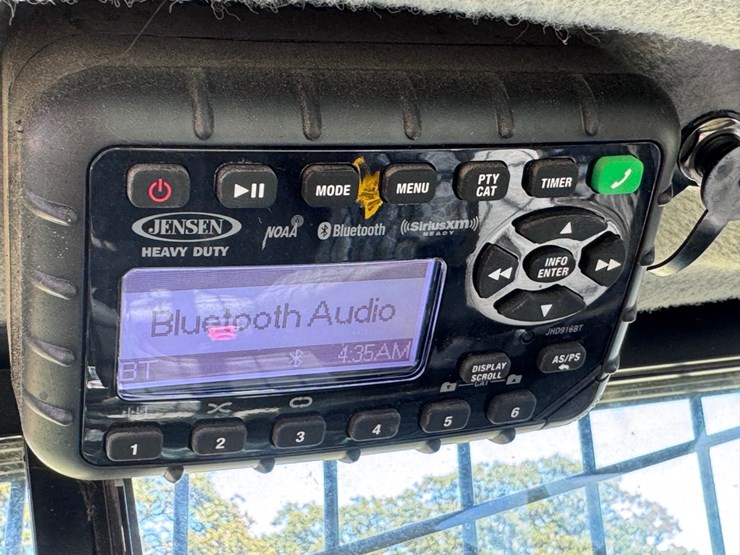 MODE
MENU
PTY
CAT
TIMER
JENSEN
HEAVY DUTY
NOAA
Bluetooth
((SiriusXM))
READY
INFO
ENTER
JHD916BT
Bluetooth Audio
BT
4:35AM
DISPLAY
SCROLL
CAT
AS/PS
1
2
3
4
5
6